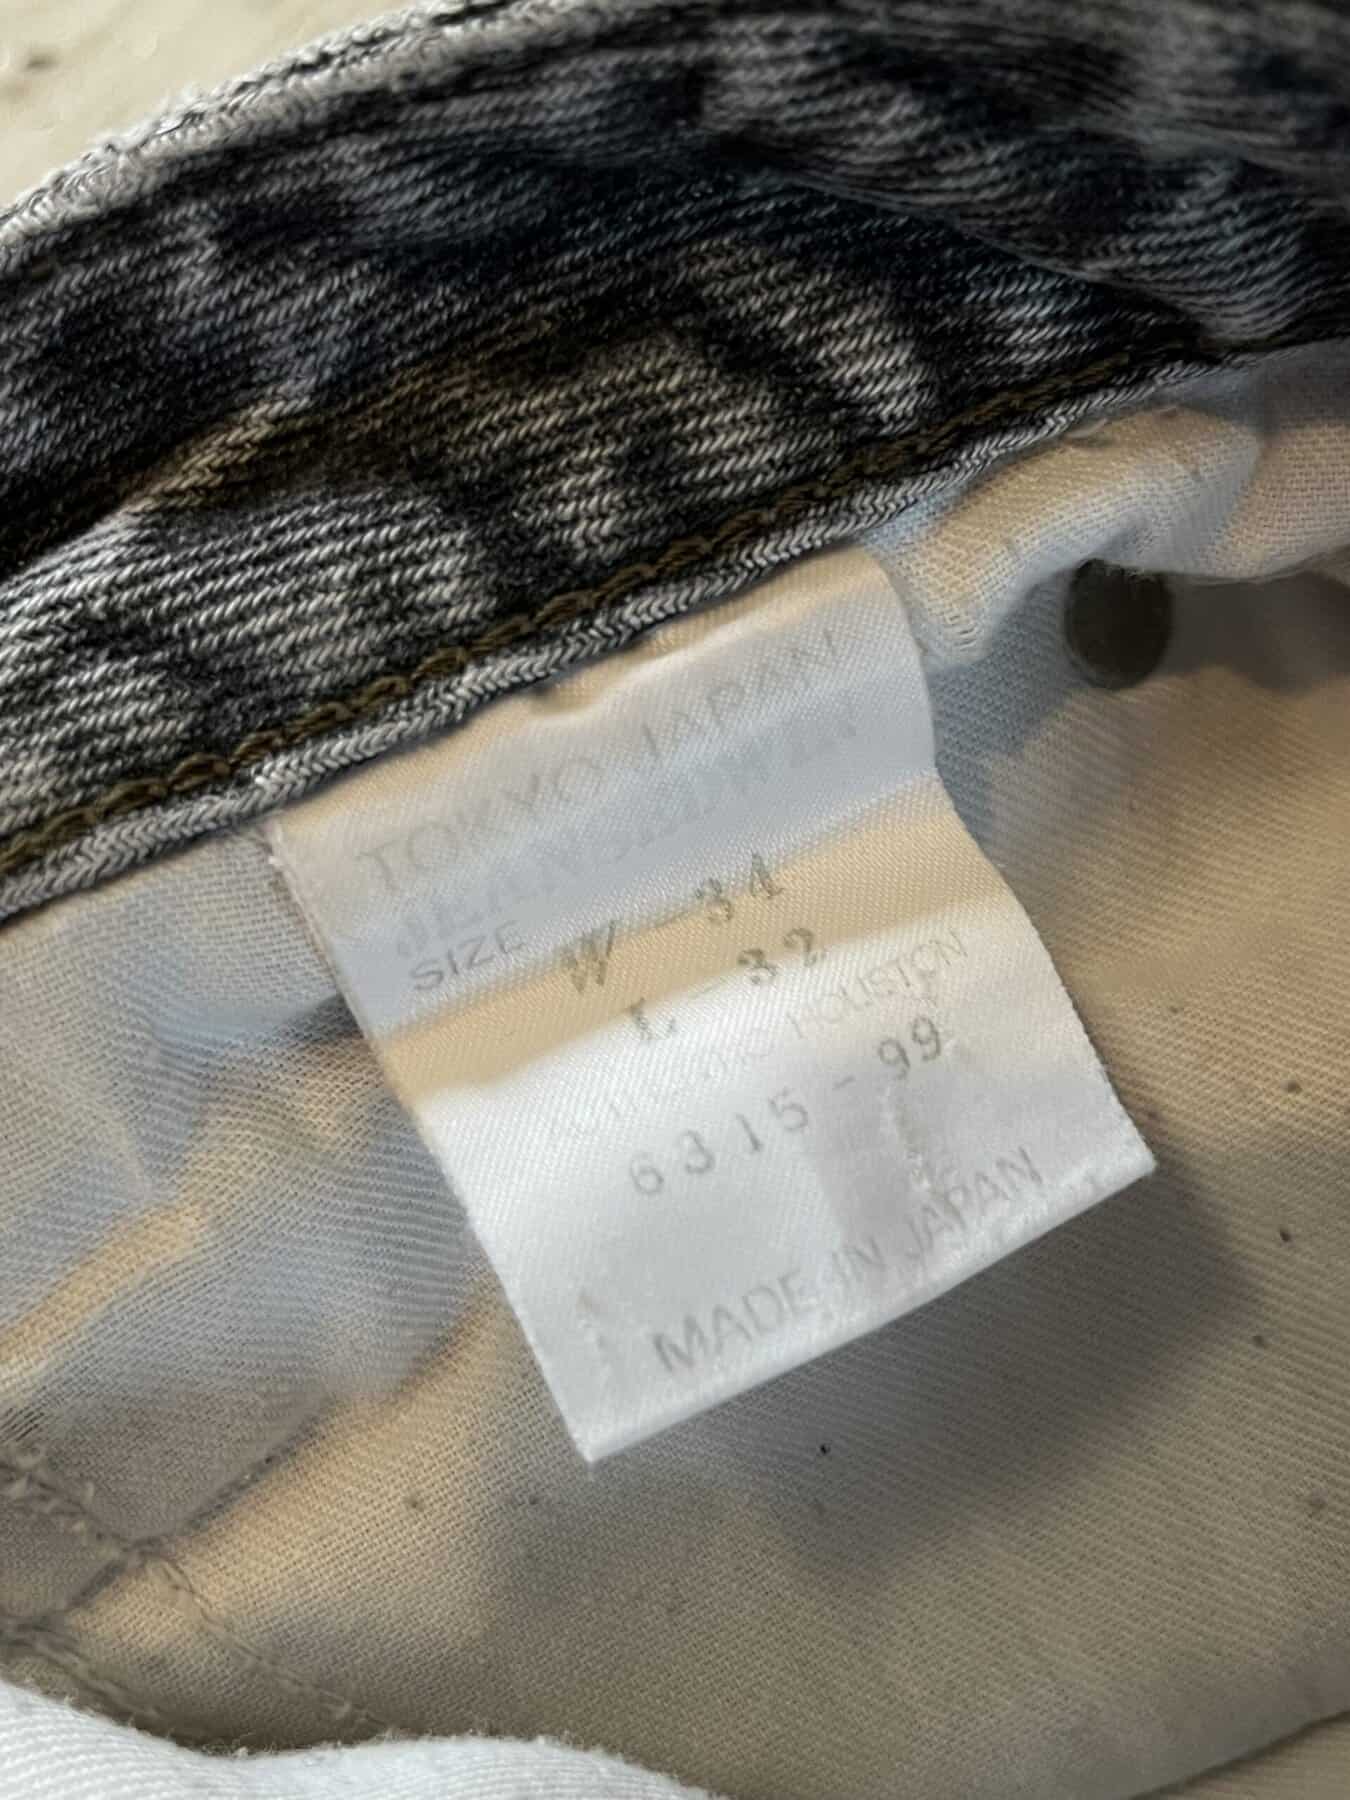 TOKYO JAPAN
SIZE W - 34
L - 32
HOUSTON
6315-99
MADE IN JAPAN